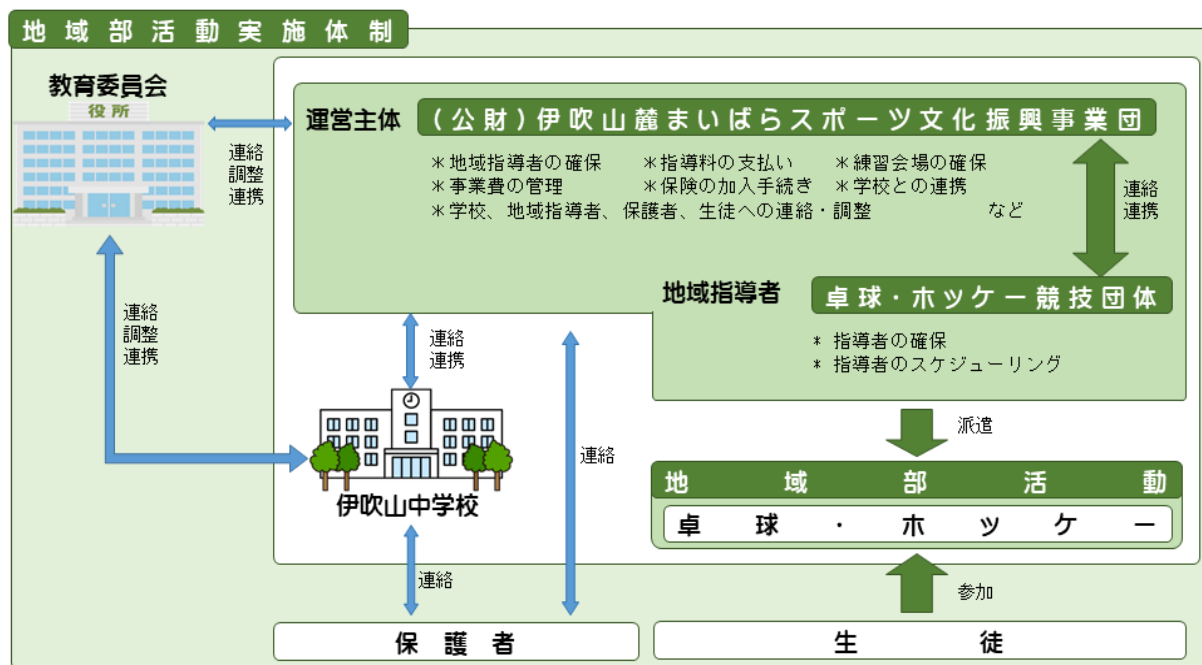 地域部活動実施体制
教育委員会
役所
連絡
調整
連携
運営主体 (公財)伊吹山麓まいばらスポーツ文化振興事業団
＊地域指導者の確保 ＊指導料の支払い ＊練習会場の確保
＊事業費の管理 ＊保険の加入手続き ＊学校との連携
＊学校、地域指導者、保護者、生徒への連絡・調整 など
連絡
連携
地域指導者 卓球・ホッケー競技団体
＊ 指導者の確保
＊ 指導者のスケジューリング
連絡
調整
連携
連絡
連携
伊吹山中学校
連絡
派遣
地域部活動
卓球・ホッケー
連絡
参加
保護者
生徒